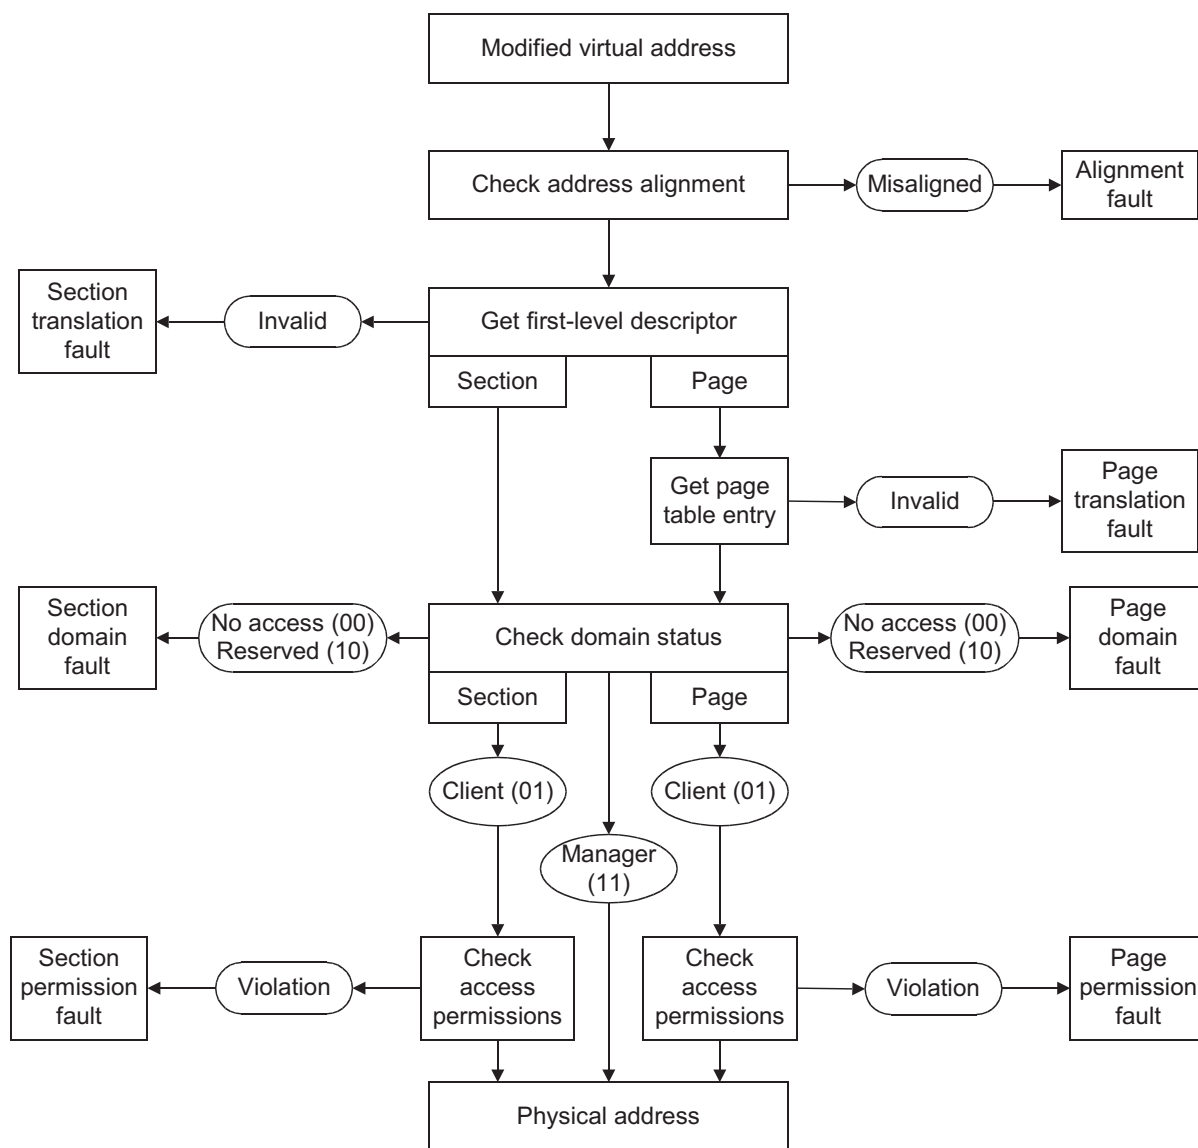 Modified virtual address
Check address alignment
Misaligned
Alignment
fault
Section
translation
fault
Invalid
Get first-level descriptor
Section
Page
Get page
table entry
Invalid
Page
translation
fault
Section
domain
fault
No access (00)
Reserved (10)
Check domain status
No access (00)
Reserved (10)
Page
domain
fault
Section
Page
Client (01)
Client (01)
Manager
(11)
Section
permission
fault
Violation
Check
access
permissions
Check
access
permissions
Violation
Page
permission
fault
Physical address